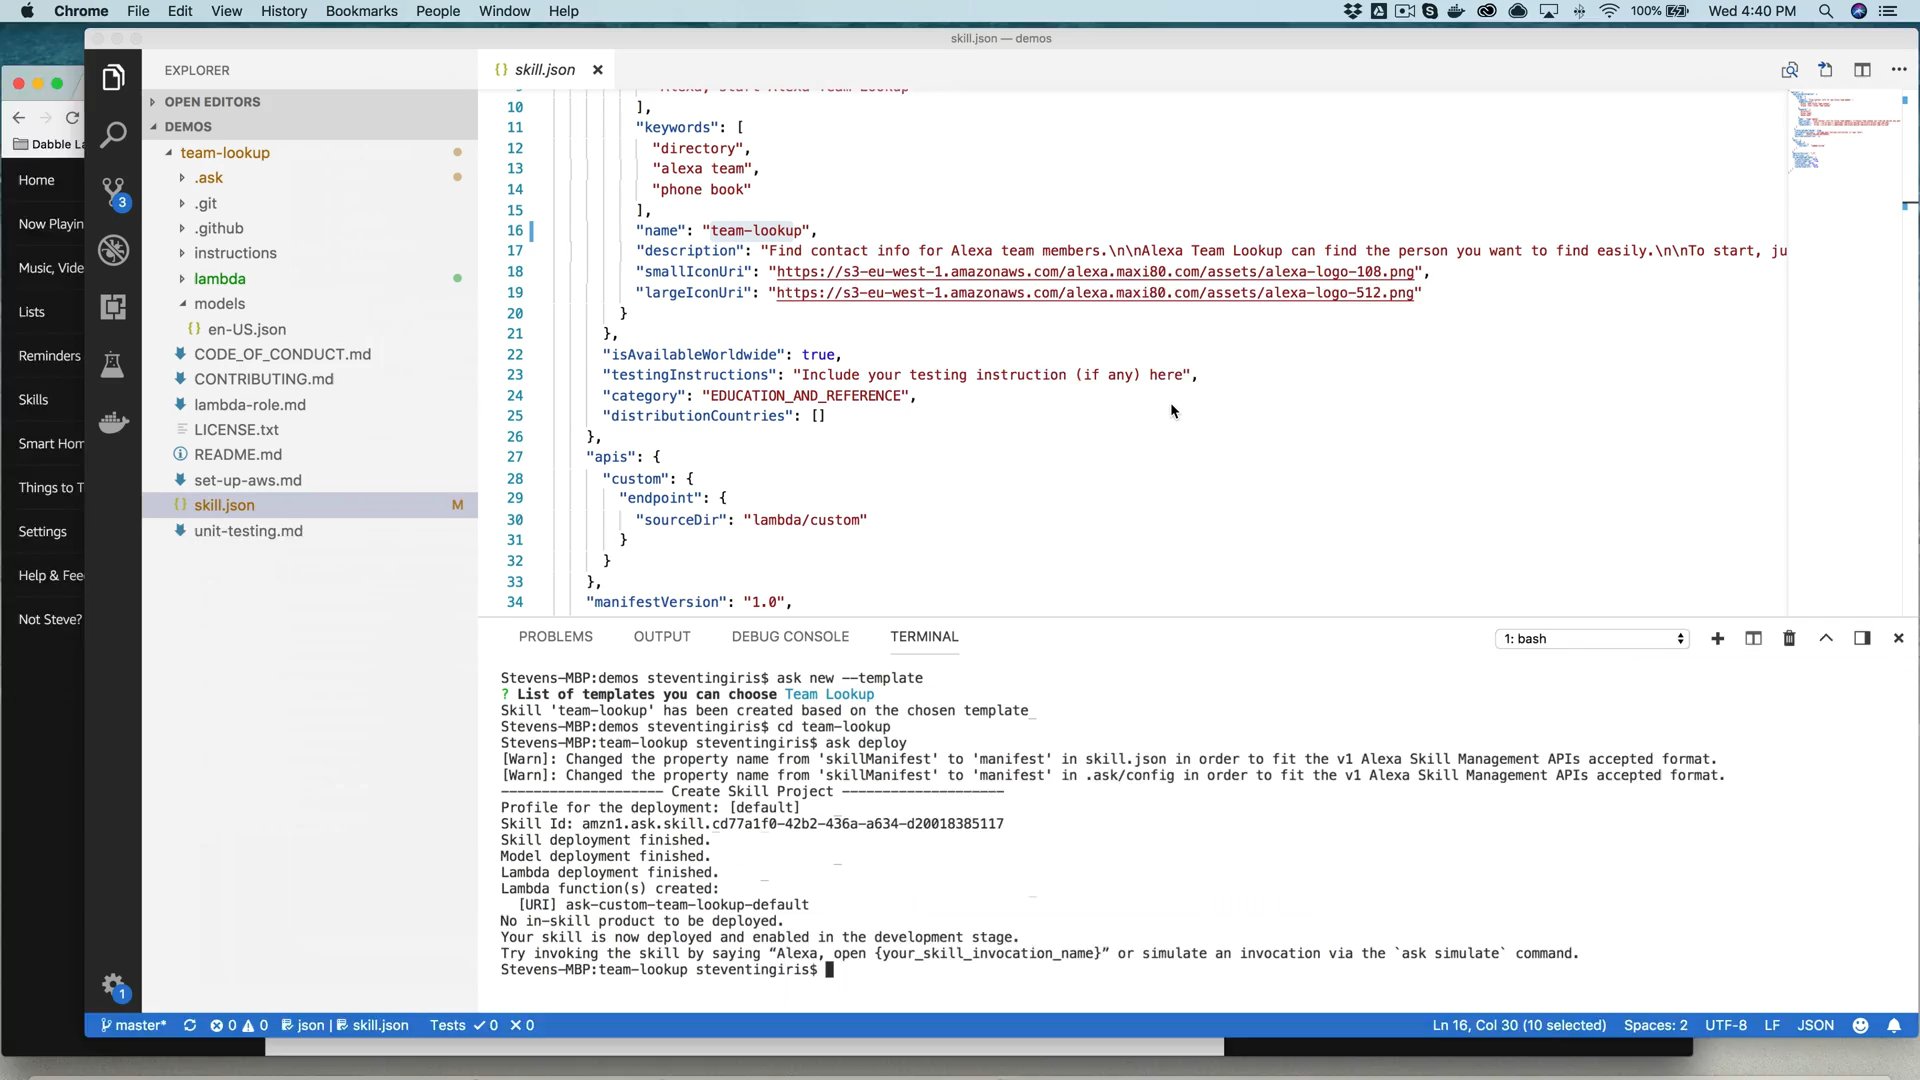 Chrome File Edit View History Bookmarks People Window Help 100% Wed 4:40 PM
skill.json — demos
EXPLORER
{} skill.json
OPEN EDITORS
DEMOS
team-lookup
.ask
.git
.github
instructions
lambda
models
{} en-US.json
CODE_OF_CONDUCT.md
CONTRIBUTING.md
lambda-role.md
LICENSE.txt
README.md
set-up-aws.md
{} skill.json M
unit-testing.md
3
1
Dabble La
Home
Now Playin
Music, Vide
Lists
Reminders
Skills
Smart Hom
Things to T
Settings
Help & Fee
Not Steve?
10 ],
11 "keywords": [
12 "directory",
13 "alexa team",
14 "phone book"
15 ],
16 "name": "team-lookup",
17 "description": "Find contact info for Alexa team members.\n\nAlexa Team Lookup can find the person you want to find easily.\n\nTo start, ju
18 "smallIconUri": "https://s3-eu-west-1.amazonaws.com/alexa.maxi80.com/assets/alexa-logo-108.png",
19 "largeIconUri": "https://s3-eu-west-1.amazonaws.com/alexa.maxi80.com/assets/alexa-logo-512.png"
20 }
21 },
22 "isAvailableWorldwide": true,
23 "testingInstructions": "Include your testing instruction (if any) here",
24 "category": "EDUCATION_AND_REFERENCE",
25 "distributionCountries": []
26 },
27 "apis": {
28 "custom": {
29 "endpoint": {
30 "sourceDir": "lambda/custom"
31 }
32 }
33 },
34 "manifestVersion": "1.0",
PROBLEMS OUTPUT DEBUG CONSOLE TERMINAL 1: bash
Stevens-MBP:demos steventingiris$ ask new --template
? List of templates you can choose Team Lookup
Skill 'team-lookup' has been created based on the chosen template
Stevens-MBP:demos steventingiris$ cd team-lookup
Stevens-MBP:team-lookup steventingiris$ ask deploy
[Warn]: Changed the property name from 'skillManifest' to 'manifest' in skill.json in order to fit the v1 Alexa Skill Management APIs accepted format.
[Warn]: Changed the property name from 'skillManifest' to 'manifest' in .ask/config in order to fit the v1 Alexa Skill Management APIs accepted format.
-------------------- Create Skill Project --------------------
Profile for the deployment: [default]
Skill Id: amzn1.ask.skill.cd77a1f0-42b2-436a-a634-d20018385117
Skill deployment finished.
Model deployment finished.
Lambda deployment finished.
Lambda function(s) created:
[URI] ask-custom-team-lookup-default
No in-skill product to be deployed.
Your skill is now deployed and enabled in the development stage.
Try invoking the skill by saying “Alexa, open {your_skill_invocation_name}” or simulate an invocation via the `ask simulate` command.
Stevens-MBP:team-lookup steventingiris$
master* 0 0 json | skill.json Tests ✓ 0 ✕ 0 Ln 16, Col 30 (10 selected) Spaces: 2 UTF-8 LF JSON